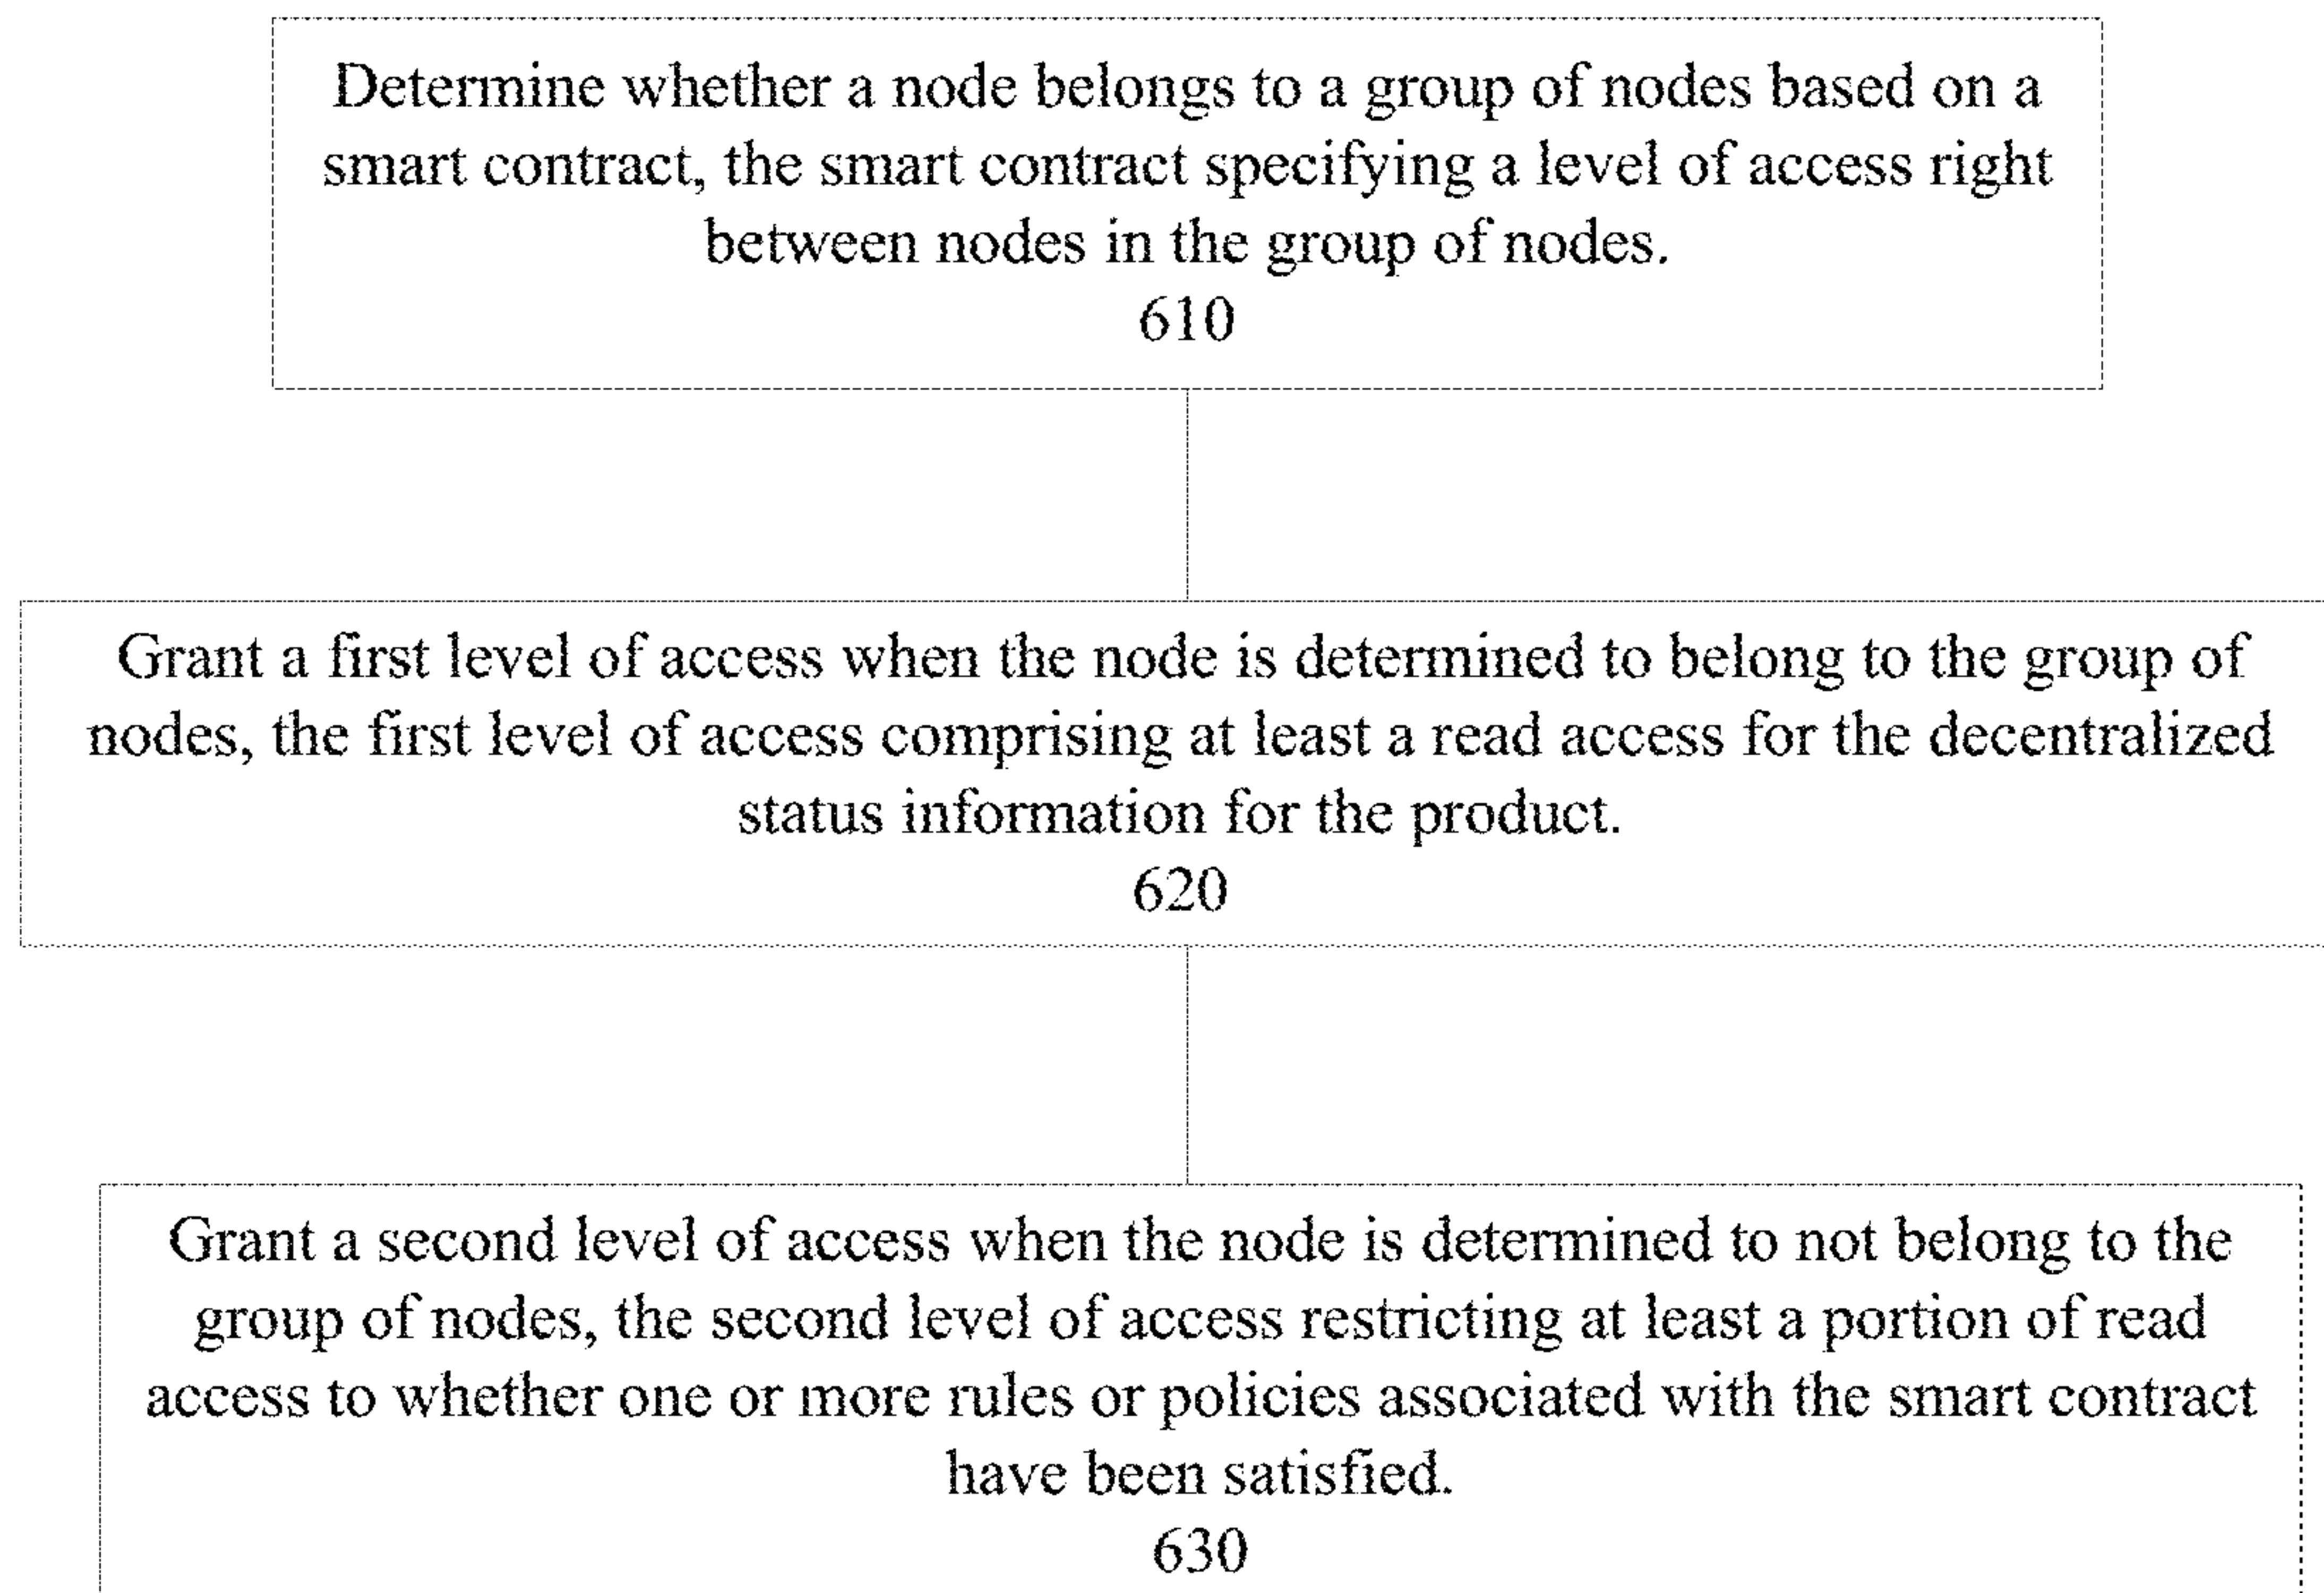 Determine whether a node belongs to a group of nodes based on a
smart contract, the smart contract specifying a level of access right
between nodes in the group of nodes.
610
Grant a first level of access when the node is determined to belong to the group of
nodes, the first level of access comprising at least a read access for the decentralized
status information for the product.
620
Grant a second level of access when the node is determined to not belong to the
group of nodes, the second level of access restricting at least a portion of read
access to whether one or more rules or policies associated with the smart contract
have been satisfied.
630